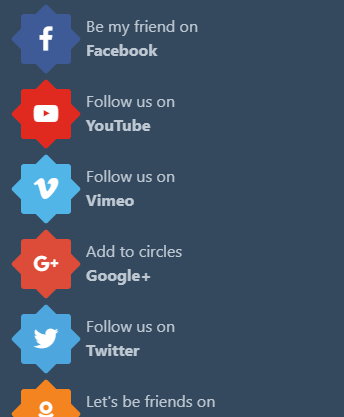 Be my friend on
Facebook
Follow us on
YouTube
Follow us on
Vimeo
G+
Add to circles
Google+
Follow us on
Twitter
Let's be friends on